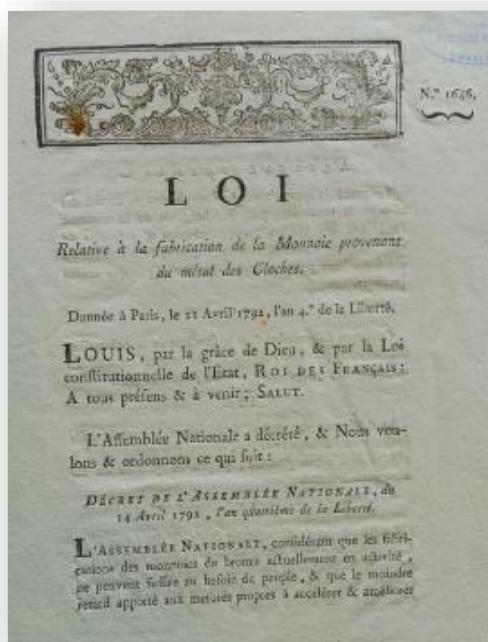 N.º 1646.
LOI
Relative à la fabrication de la Monnoie provenant
du métal des Cloches.
Donnée à Paris, le 22 Avril 1792, l'an 4.e de la Liberté.
LOUIS, par la grâce de Dieu, & par la Loi
constitutionnelle de l'État, ROI DES FRANÇAIS;
A tous présens & à venir; SALUT.
L'Assemblée Nationale a décrété, & Nous vou-
lons & ordonnons ce qui suit:
DÉCRET DE L'ASSEMBLÉE NATIONALE, du
14 Avril 1792, l'an quatrième de la Liberté.
L'ASSEMBLÉE NATIONALE, considérant que les fabri-
cations des monnoies de bronze actuellement en activité,
ne peuvent suffire au besoin du peuple, & que le moindre
retard apporté aux mesures propres à accélérer & améliorer